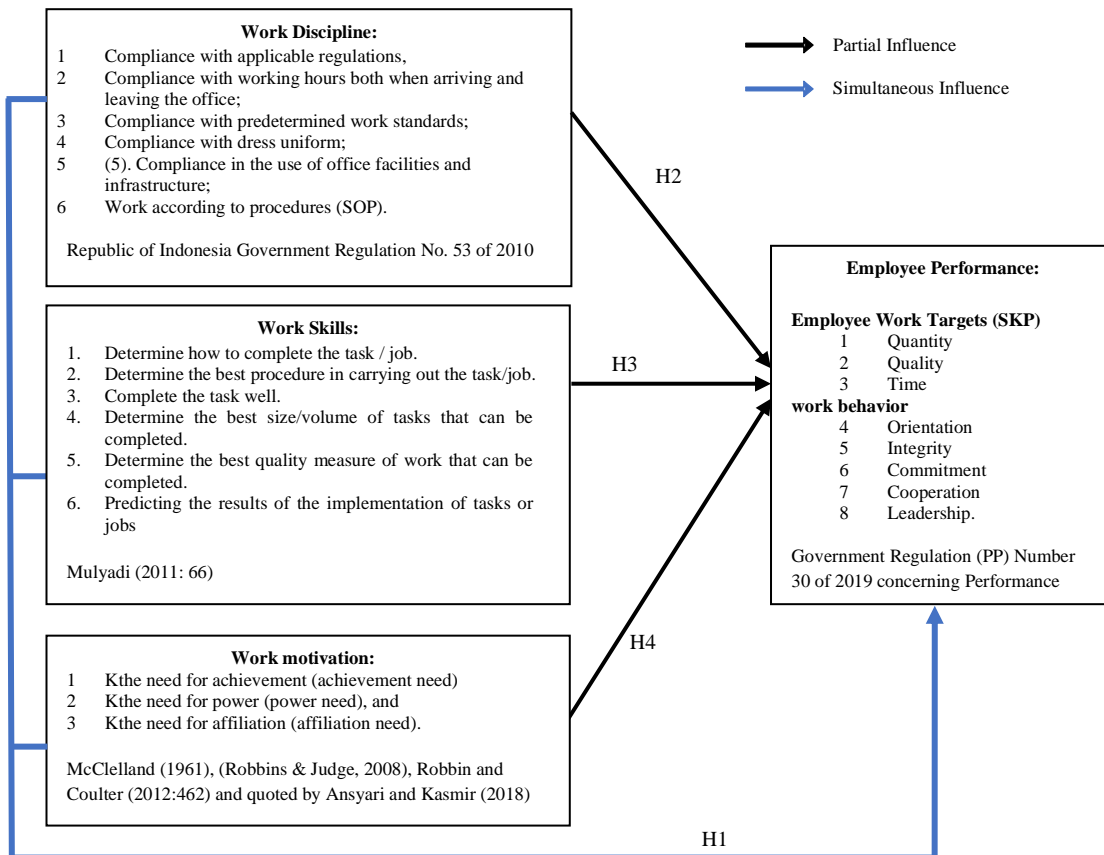 Work Discipline:
1 Compliance with applicable regulations,
2 Compliance with working hours both when arriving and
leaving the office;
3 Compliance with predetermined work standards;
4 Compliance with dress uniform;
5 (5). Compliance in the use of office facilities and
infrastructure;
6 Work according to procedures (SOP).
Republic of Indonesia Government Regulation No. 53 of 2010
Work Skills:
1. Determine how to complete the task / job.
2. Determine the best procedure in carrying out the task/job.
3. Complete the task well.
4. Determine the best size/volume of tasks that can be
completed.
5. Determine the best quality measure of work that can be
completed.
6. Predicting the results of the implementation of tasks or
jobs
Mulyadi (2011: 66)
Work motivation:
1 Kthe need for achievement (achievement need)
2 Kthe need for power (power need), and
3 Kthe need for affiliation (affiliation need).
McClelland (1961), (Robbins & Judge, 2008), Robbin and
Coulter (2012:462) and quoted by Ansyari and Kasmir (2018)
Partial Influence
Simultaneous Influence
H2
H3
H4
H1
Employee Performance:
Employee Work Targets (SKP)
1 Quantity
2 Quality
3 Time
work behavior
4 Orientation
5 Integrity
6 Commitment
7 Cooperation
8 Leadership.
Government Regulation (PP) Number
30 of 2019 concerning Performance